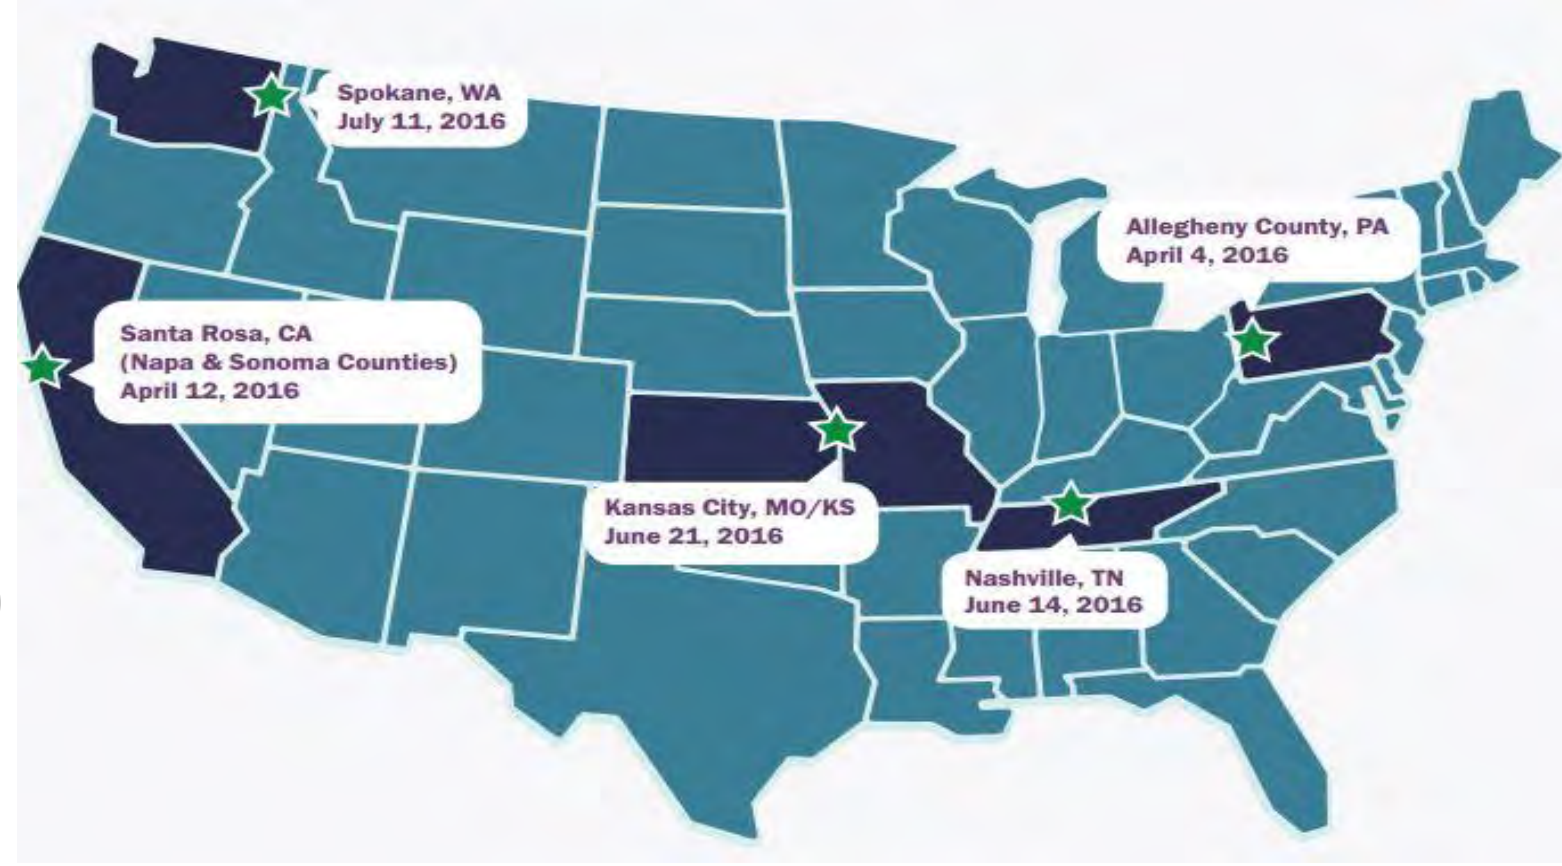 Spokane, WA
July 11, 2016
Allegheny County, PA
April 4, 2016
Santa Rosa, CA
(Napa & Sonoma Counties)
April 12, 2016
Kansas City, MO/KS
June 21, 2016
Nashville, TN
June 14, 2016